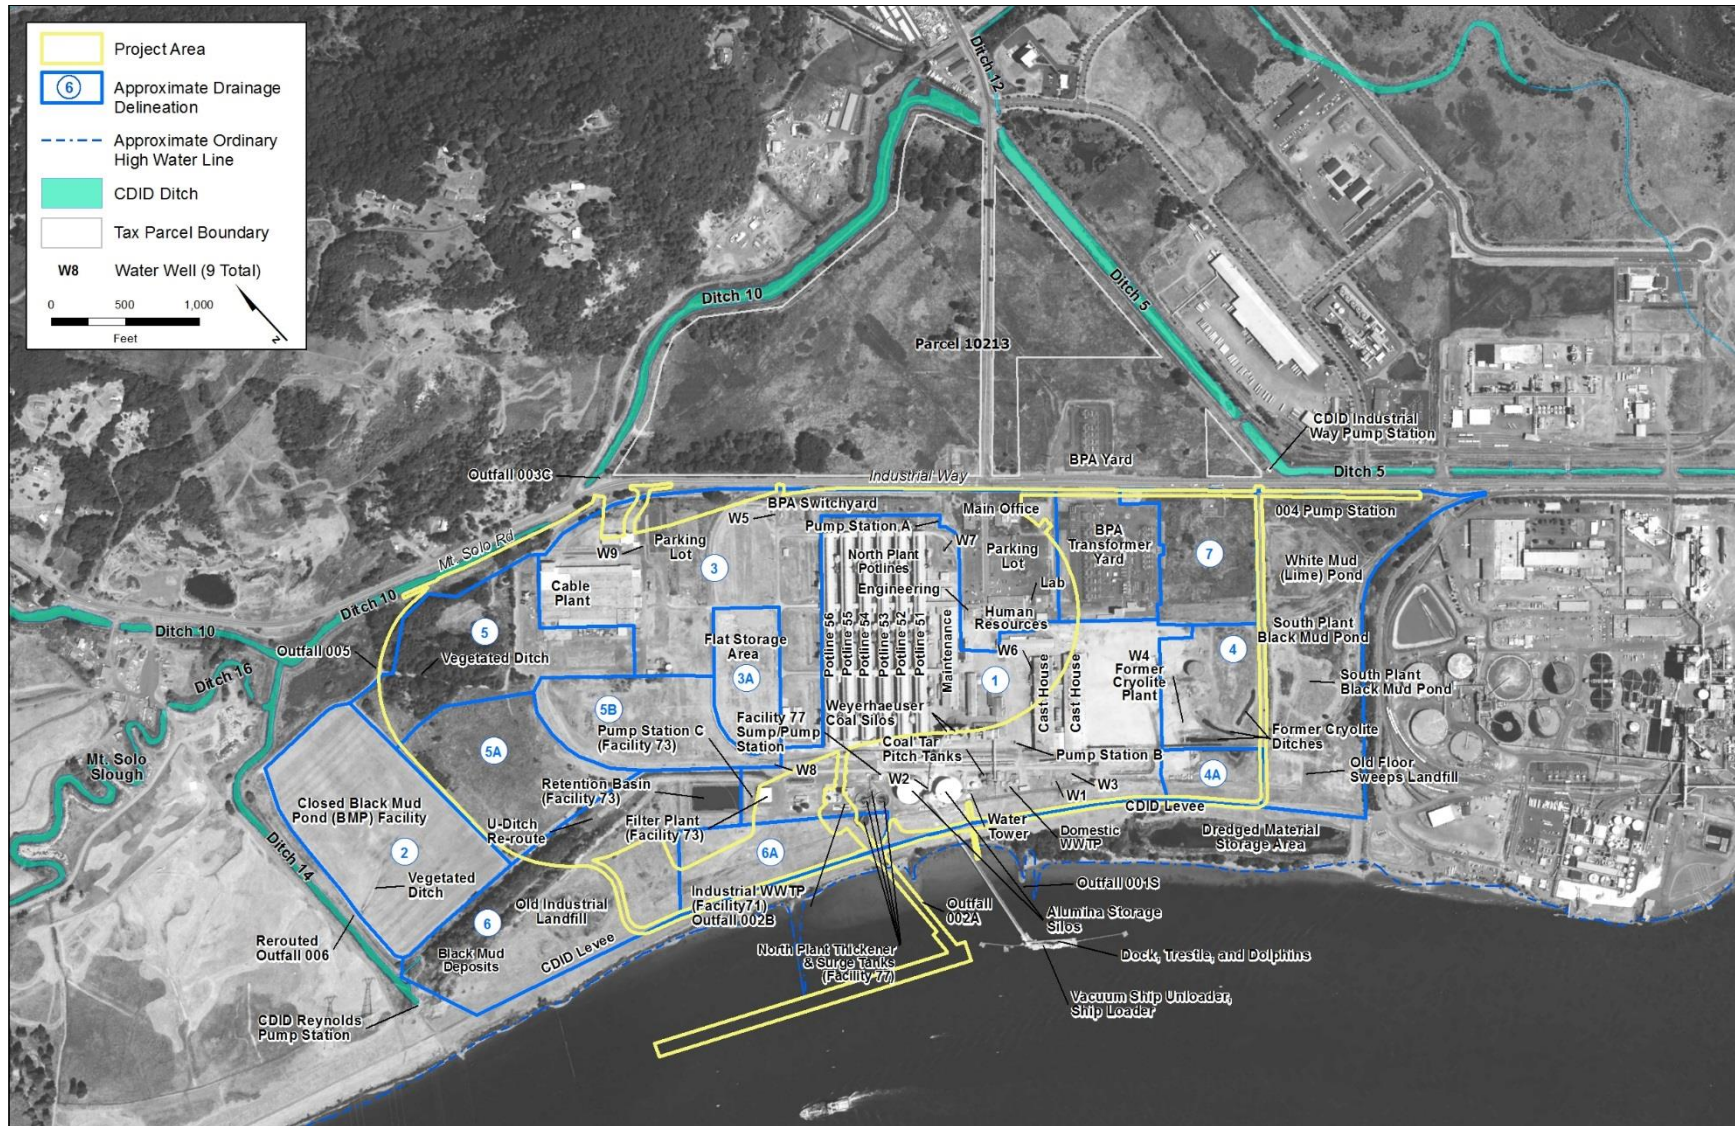 Project Area
6
Approximate Drainage
Delineation
Approximate Ordinary
High Water Line
CDID Ditch
Tax Parcel Boundary
W8
Water Well (9 Total)
0
500
1,000
Feet
N
Ditch 12
Ditch 10
Ditch 5
Parcel 10213
CDID Industrial
Way Pump Station
BPA Yard
Ditch 5
Outfall 003C
Industrial Way
BPA Switchyard
Main Office
004 Pump Station
W5
Pump Station A
Mt. Solo Rd
W9
Parking
Lot
North Plant
Potlines
W7
Parking
Lot
BPA
Transformer
Yard
7
White Mud
(Lime) Pond
3
Cable
Plant
Engineering
Lab
Human
Resources
Ditch 10
Ditch 10
5
Outfall 005
Vegetated Ditch
Ditch 16
Flat Storage
Area
3A
Potline 56
Potline 55
Potline 54
Potline 53
Potline 52
Potline 51
Maintenance
W6
1
Cast House
Cast House
W4
Former
Cryolite
Plant
4
South Plant
Black Mud Pond
South Plant
Black Mud Pond
5B
Pump Station C
(Facility 73)
Facility 77
Sump/Pump
Station
Weyerhaeuser
Coal Silos
Coal Tar
Pitch Tanks
Pump Station B
Former Cryolite
Ditches
Mt. Solo
Slough
5A
W8
W2
W3
W1
4A
Old Floor
Sweeps Landfill
Retention Basin
(Facility 73)
Closed Black Mud
Pond (BMP) Facility
U-Ditch
Re-route
Filter Plant
(Facility 73)
CDID Levee
Water
Tower
Domestic
WWTP
Dredged Material
Storage Area
2
6A
Ditch 14
Vegetated
Ditch
Industrial WWTP
(Facility71)
Outfall 002B
Outfall
002A
Outfall 001S
Old Industrial
Landfill
6
Alumina Storage
Silos
Rerouted
Outfall 006
Black Mud
Deposits
CDID Levee
North Plant Thickener
& Surge Tanks
(Facility 77)
Dock, Trestle, and Dolphins
Vacuum Ship Unloader,
Ship Loader
CDID Reynolds
Pump Station